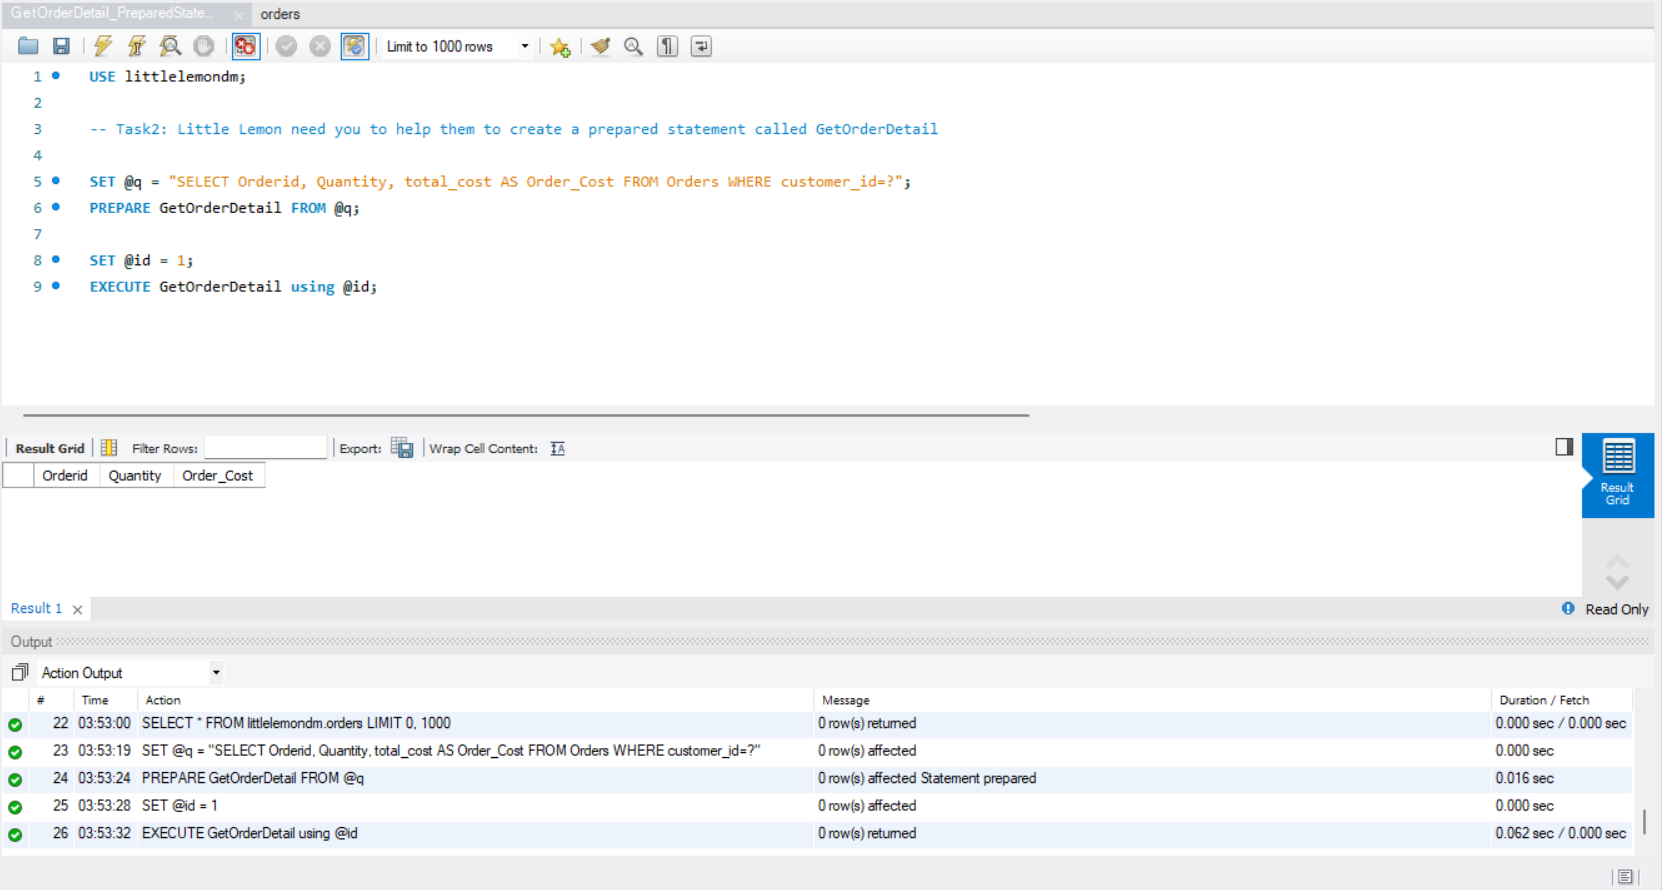 GetOrderDetail_PreparedState...
orders
Limit to 1000 rows
1 USE littlelemondm;
2
3 -- Task2: Little Lemon need you to help them to create a prepared statement called GetOrderDetail
4
5 SET @q = "SELECT Orderid, Quantity, total_cost AS Order_Cost FROM Orders WHERE customer_id=?";
6 PREPARE GetOrderDetail FROM @q;
7
8 SET @id = 1;
9 EXECUTE GetOrderDetail using @id;
Result Grid Filter Rows: Export: Wrap Cell Content:
Orderid Quantity Order_Cost
Result
Grid
Result 1
Read Only
Output
Action Output
# Time Action Message Duration / Fetch
22 03:53:00 SELECT * FROM littlelemondm.orders LIMIT 0, 1000 0 row(s) returned 0.000 sec / 0.000 sec
23 03:53:19 SET @q = "SELECT Orderid, Quantity, total_cost AS Order_Cost FROM Orders WHERE customer_id=?" 0 row(s) affected 0.000 sec
24 03:53:24 PREPARE GetOrderDetail FROM @q 0 row(s) affected Statement prepared 0.016 sec
25 03:53:28 SET @id = 1 0 row(s) affected 0.000 sec
26 03:53:32 EXECUTE GetOrderDetail using @id 0 row(s) returned 0.062 sec / 0.000 sec